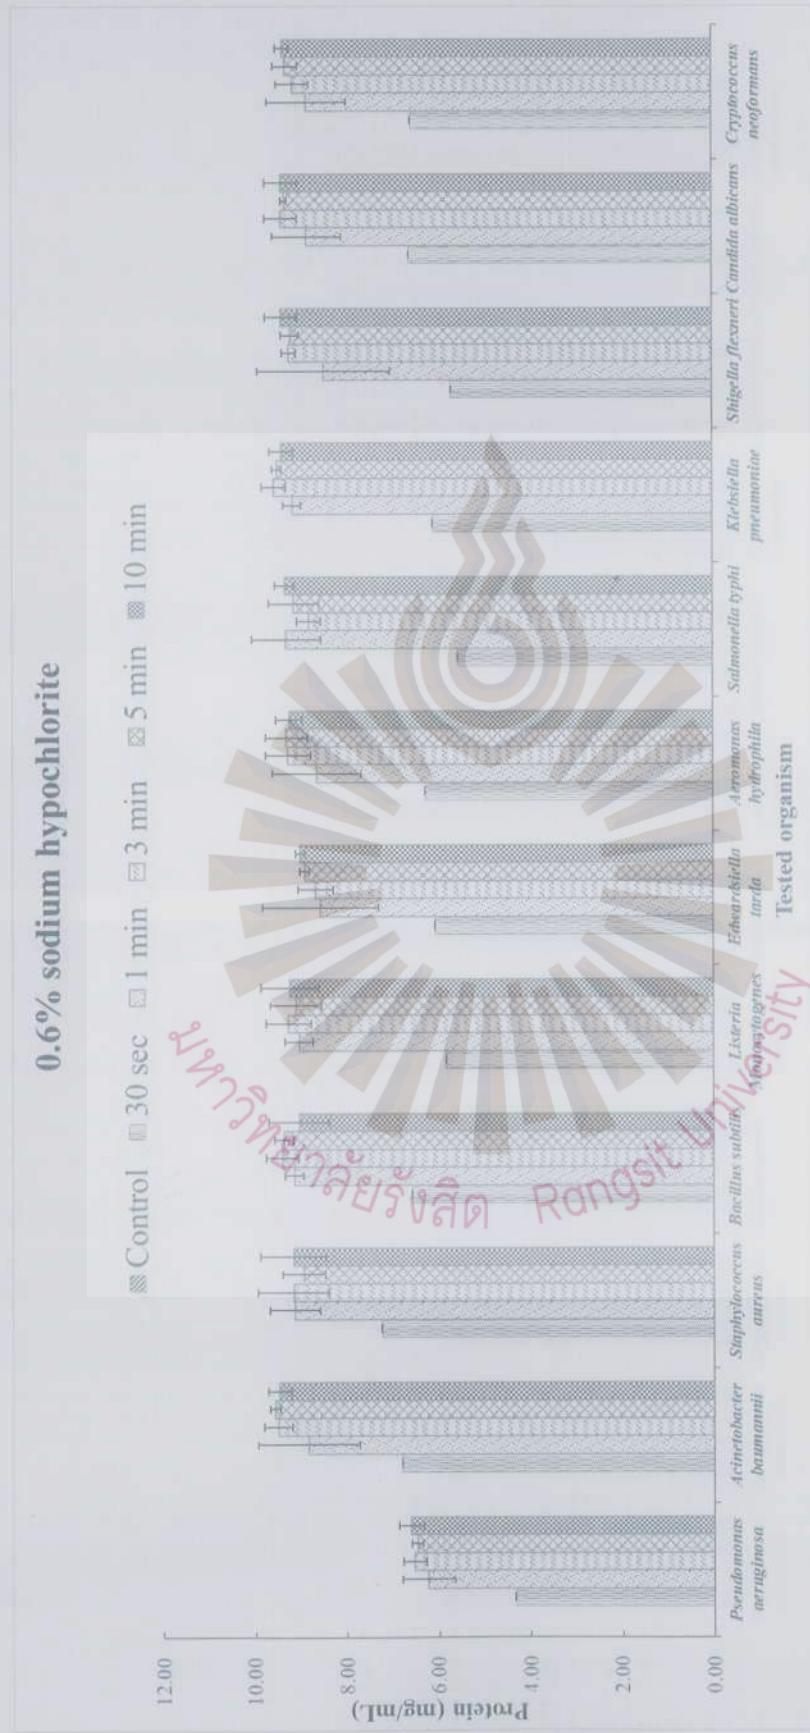 0.6% sodium hypochlorite
Control 30 sec 1 min 3 min 5 min 10 min
Protein (mg/mL)
12.00
10.00
8.00
6.00
4.00
2.00
0.00
Pseudomonas
aeruginosa
Acinetobacter
baumannii
Staphylococcus
aureus
Bacillus subtilis
Listeria
Monocytogenes
Edwardsiella
tarda
Aeromonas
hydrophila
Salmonella typhi
Klebsiella
pneumoniae
Shigella flexneri
Candida albicans
Cryptococcus
neoformans
Tested organism
มหาวิทยาลัยรังสิต Rangsit University